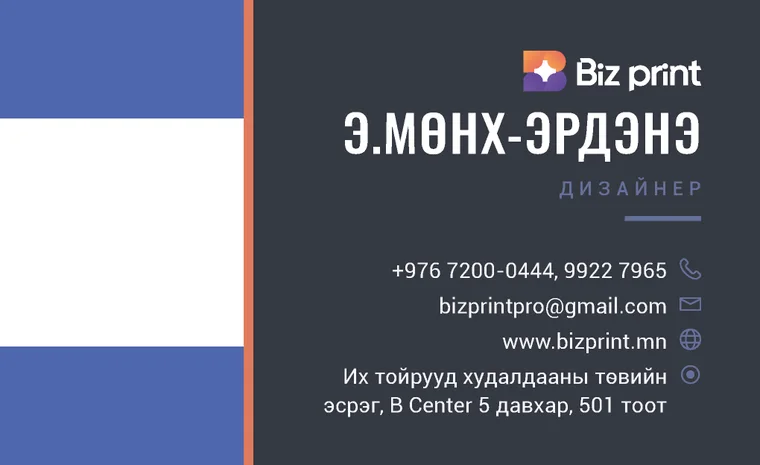 Biz print
Э.МӨНХ-ЭРДЭНЭ
ДИЗАЙНЕР
+976 7200-0444, 9922 7965
bizprintpro@gmail.com
www.bizprint.mn
Их тойрууд худалдааны төвийн
эсрэг, B Center 5 давхар, 501 тоот